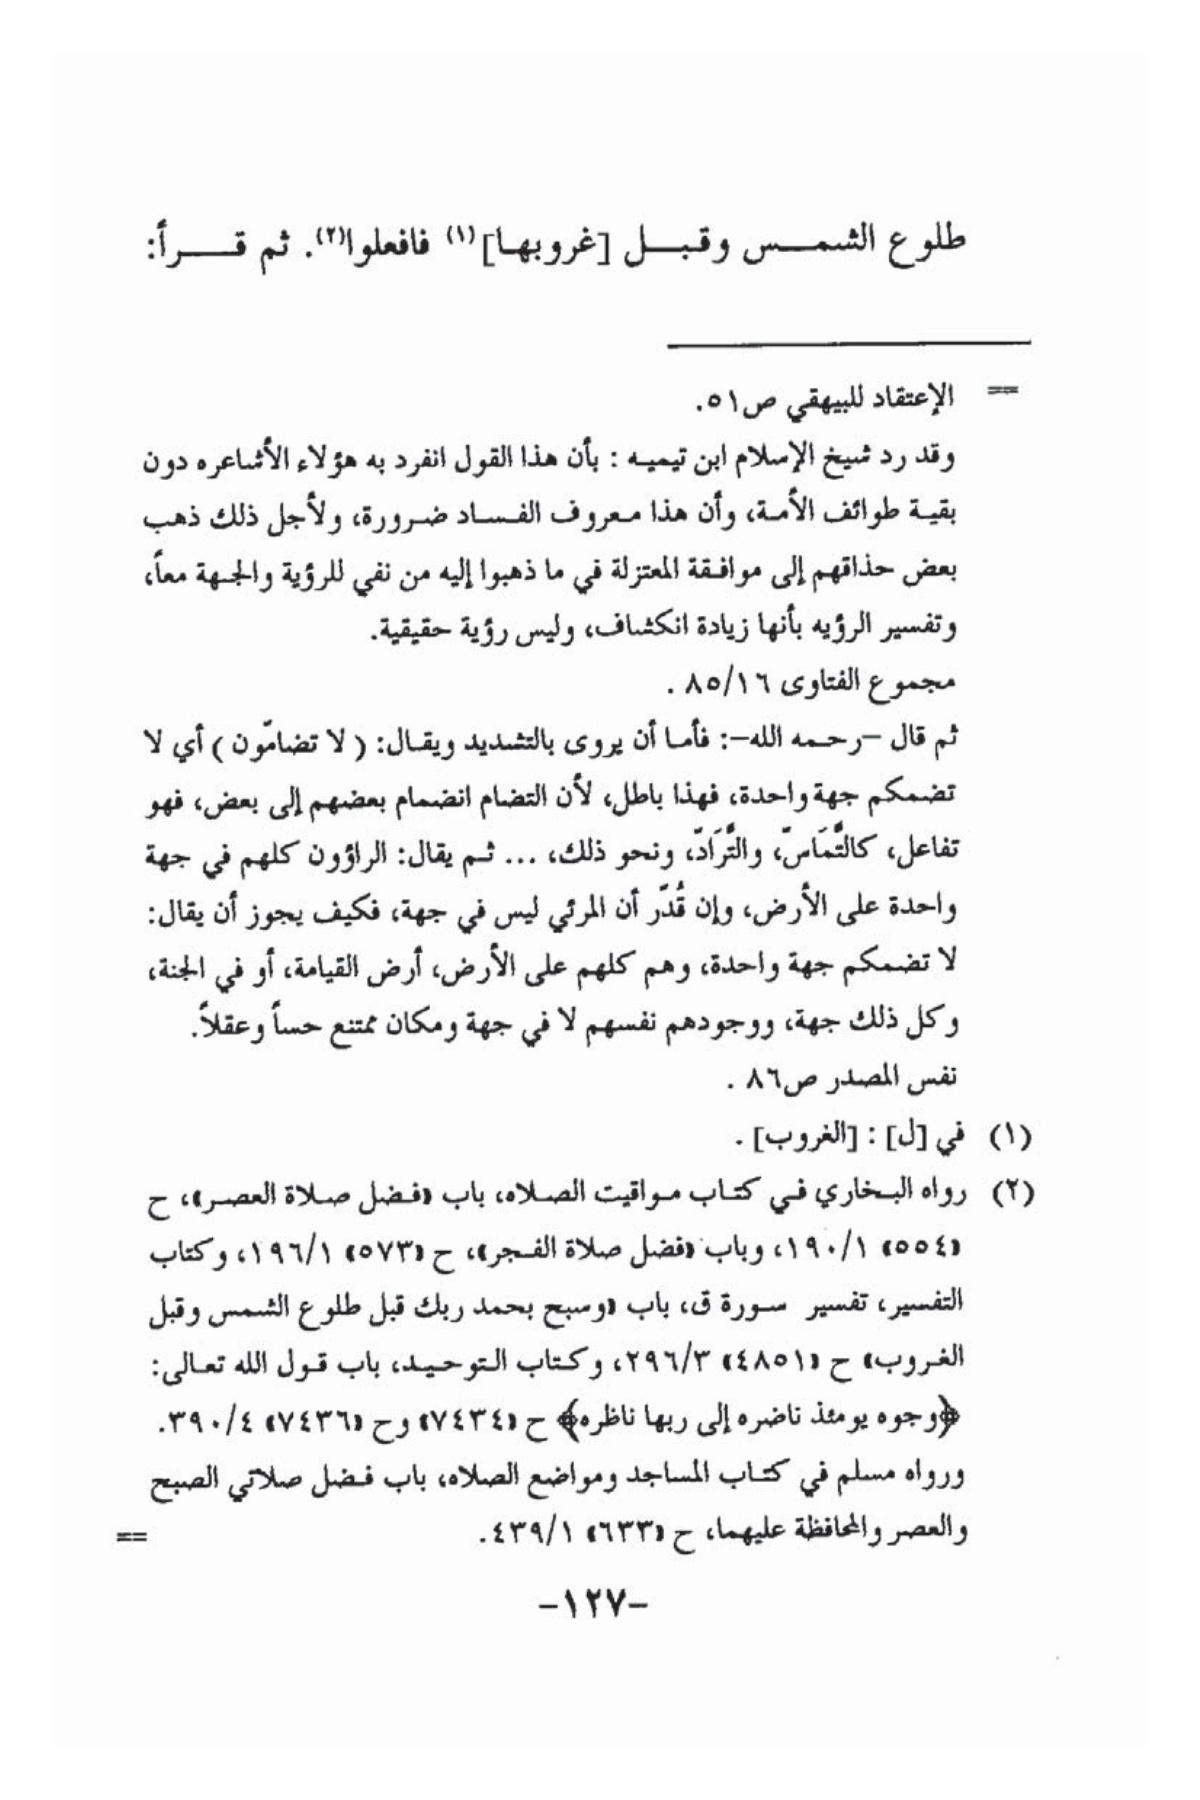 طلوع الشمس وقبل [غروبها](١) فافعلوا(٢). ثم قرأ:
== الإعتقاد للبيهقي ص٥١.
وقد رد شيخ الإسلام ابن تيميه : بأن هذا القول انفرد به هؤلاء الأشاعره دون
بقية طوائف الأمة، وأن هذا معروف الفساد ضرورة، ولأجل ذلك ذهب
بعض حذاقهم إلى موافقة المعتزلة في ما ذهبوا إليه من نفي للرؤية والجهة معاً،
وتفسير الرؤيه بأنها زيادة انكشاف، وليس رؤية حقيقية.
مجموع الفتاوى ٨٥/١٦ .
ثم قال -رحمه الله-: فأما أن يروى بالتشديد ويقال: ( لا تضامّون ) أي لا
تضمكم جهة واحدة، فهذا باطل، لأن التضام انضمام بعضهم إلى بعض، فهو
تفاعل، كالتَّمَاسّ، والتَّرَادّ، ونحو ذلك، ... ثم يقال: الراؤون كلهم في جهة
واحدة على الأرض، وإن قُدّر أن المرئي ليس في جهة، فكيف يجوز أن يقال:
لا تضمكم جهة واحدة، وهم كلهم على الأرض، أرض القيامة، أو في الجنة،
وكل ذلك جهة، ووجودهم نفسهم لا في جهة ومكان ممتنع حساً وعقلاً.
نفس المصدر ص٨٦ .
(١) في [ل] : [الغروب] .
(٢) رواه البخاري في كتاب مواقيت الصلاه، باب «فضل صلاة العصر»، ح
«٥٥٤» ١٩٠/١، وباب «فضل صلاة الفجر»، ح «٥٧٣» ١٩٦/١، وكتاب
التفسير، تفسير سورة ق، باب «وسبح بحمد ربك قبل طلوع الشمس وقبل
الغروب» ح «٤٨٥١» ٢٩٦/٣، وكتاب التوحيد، باب قول الله تعالى:
﴿وجوه يومئذ ناضره إلى ربها ناظره﴾ ح «٧٤٣٤» وح «٧٤٣٦» ٣٩٠/٤.
ورواه مسلم في كتاب المساجد ومواضع الصلاه، باب فضل صلاتي الصبح
والعصر والمحافظة عليهما، ح «٦٣٣» ٤٣٩/١. ==
-١٢٧-